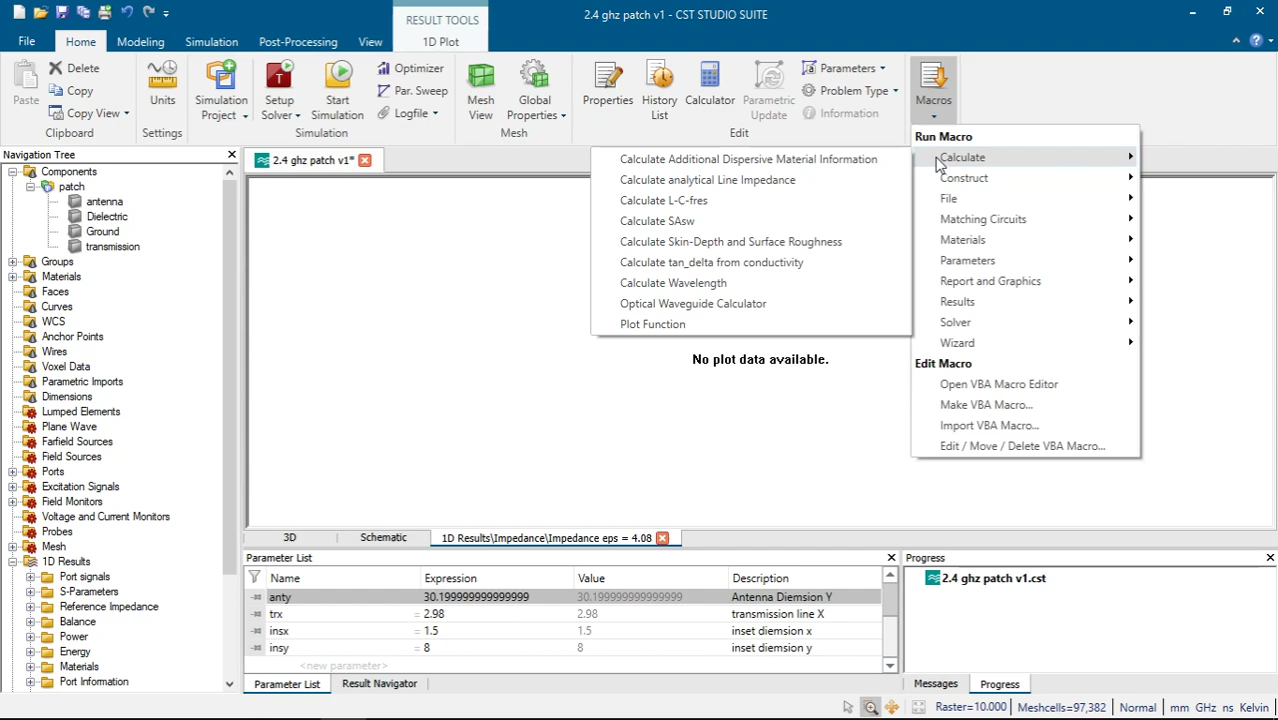 2.4 ghz patch v1 - CST STUDIO SUITE
RESULT TOOLS
File
Home
Modeling
Simulation
Post-Processing
View
1D Plot
Paste
Delete
Copy
Copy View
Clipboard
Units
Settings
Simulation
Project
Setup
Solver
Start
Simulation
Optimizer
Par. Sweep
Logfile
Simulation
Mesh
View
Global
Properties
Mesh
Properties
History
List
Calculator
Parametric
Update
Parameters
Problem Type
Information
Edit
Macros
Run Macro
Calculate
Construct
File
Matching Circuits
Materials
Parameters
Report and Graphics
Results
Solver
Wizard
Edit Macro
Open VBA Macro Editor
Make VBA Macro...
Import VBA Macro...
Edit / Move / Delete VBA Macro...
Calculate Additional Dispersive Material Information
Calculate analytical Line Impedance
Calculate L-C-fres
Calculate SAsw
Calculate Skin-Depth and Surface Roughness
Calculate tan_delta from conductivity
Calculate Wavelength
Optical Waveguide Calculator
Plot Function
Navigation Tree
Components
patch
antenna
Dielectric
Ground
transmission
Groups
Materials
Faces
Curves
WCS
Anchor Points
Wires
Voxel Data
Parametric Imports
Dimensions
Lumped Elements
Plane Wave
Farfield Sources
Field Sources
Ports
Excitation Signals
Field Monitors
Voltage and Current Monitors
Probes
Mesh
1D Results
Port signals
S-Parameters
Reference Impedance
Balance
Power
Energy
Materials
Port Information
2.4 ghz patch v1*
No plot data available.
3D
Schematic
1D Results\Impedance\Impedance eps = 4.08
Parameter List
Name Expression Value Description
anty 30.199999999999999 30.199999999999999 Antenna Diemsion Y
trx = 2.98 2.98 transmission line X
insx = 1.5 1.5 inset diemsion x
insy = 8 8 inset diemsion y
<new parameter>
Parameter List
Result Navigator
Progress
2.4 ghz patch v1.cst
Messages
Progress
Raster=10.000 Meshcells=97,382 Normal mm GHz ns Kelvin